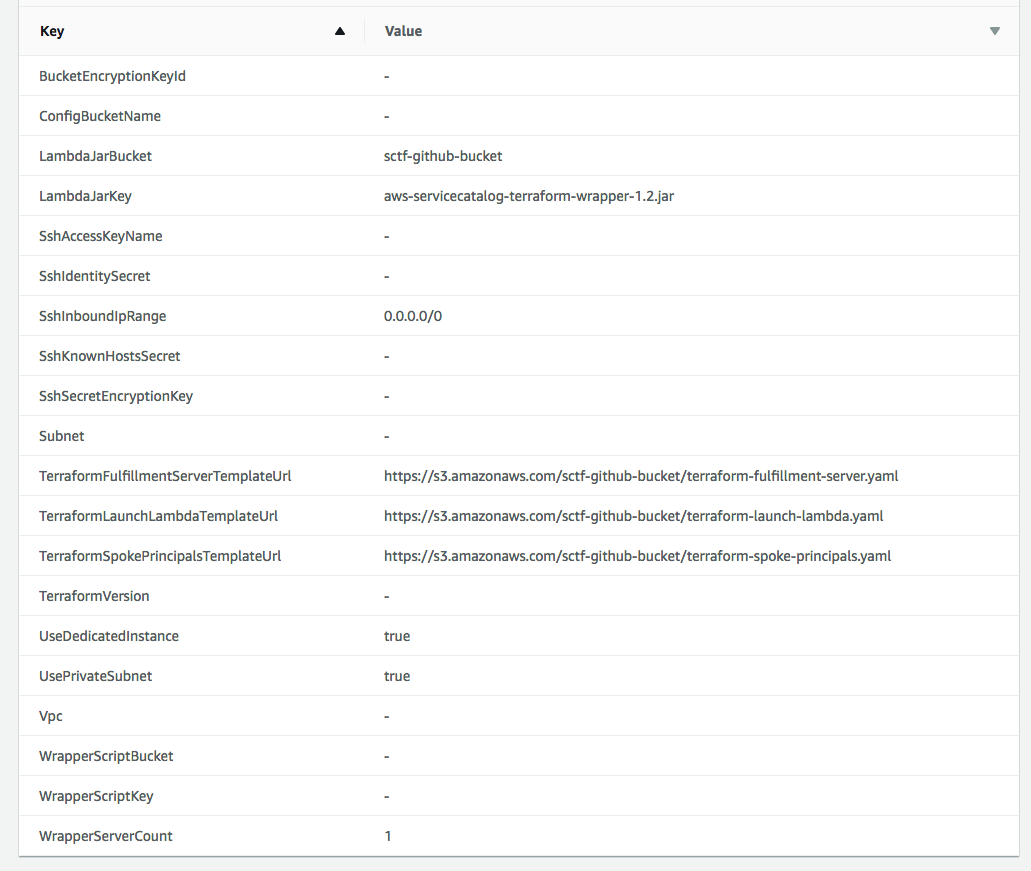 Key ▲ Value ▼
BucketEncryptionKeyId -
ConfigBucketName -
LambdaJarBucket sctf-github-bucket
LambdaJarKey aws-servicecatalog-terraform-wrapper-1.2.jar
SshAccessKeyName -
SshIdentitySecret -
SshInboundIpRange 0.0.0.0/0
SshKnownHostsSecret -
SshSecretEncryptionKey -
Subnet -
TerraformFulfillmentServerTemplateUrl https://s3.amazonaws.com/sctf-github-bucket/terraform-fulfillment-server.yaml
TerraformLaunchLambdaTemplateUrl https://s3.amazonaws.com/sctf-github-bucket/terraform-launch-lambda.yaml
TerraformSpokePrincipalsTemplateUrl https://s3.amazonaws.com/sctf-github-bucket/terraform-spoke-principals.yaml
TerraformVersion -
UseDedicatedInstance true
UsePrivateSubnet true
Vpc -
WrapperScriptBucket -
WrapperScriptKey -
WrapperServerCount 1